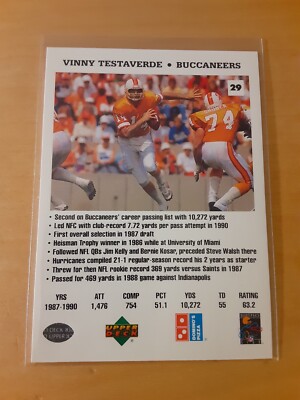 VINNY TESTAVERDE • BUCCANEERS
29
• Second on Buccaneers' career passing list with 10,272 yards
• Led NFC with club-record 7.72 yards per pass attempt in 1990
• First overall selection in 1987 draft
• Heisman Trophy winner in 1986 while at University of Miami
• Followed NFL QBs Jim Kelly and Bernie Kosar, preceded Steve Walsh there
• Hurricanes compiled 21-1 regular-season record his 2 years as starter
• Threw for then NFL rookie record 369 yards versus Saints in 1987
• Passed for 469 yards in 1988 game against Indianapolis
YRS ATT COMP PCT YDS TD RATING
1987-1990 1,476 754 51.1 10,272 55 63.2
UPPER DECK
DOMINO'S PIZZA
74
14